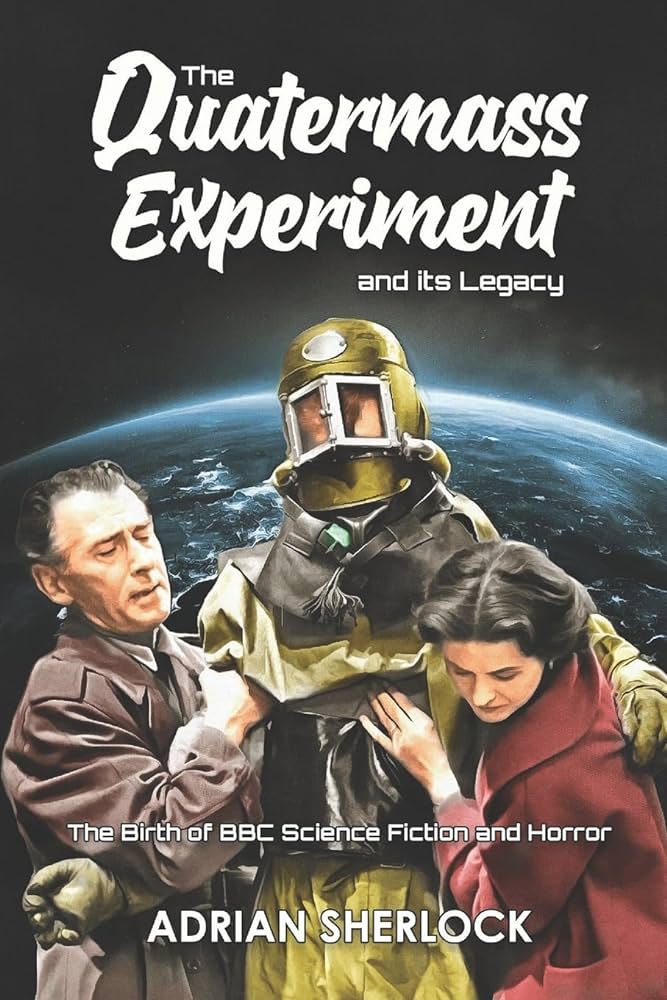 The
Quatermass
Experiment
and its Legacy
The Birth of BBC Science Fiction and Horror
ADRIAN SHERLOCK